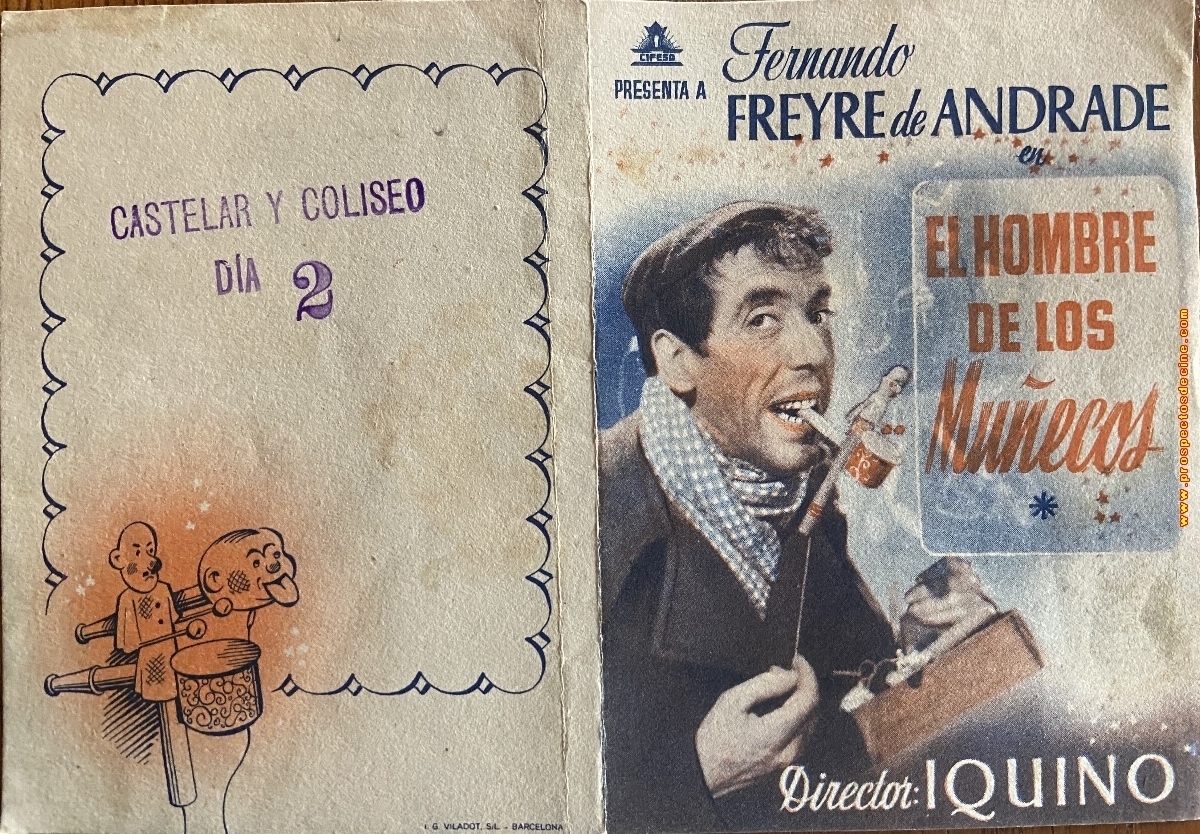 CASTELAR Y COLISEO
DÍA 2
I. G. VILADOT, S.L. - BARCELONA
CIFESA
PRESENTA A
Fernando
FREYRE de ANDRADE
en
EL HOMBRE
DE LOS
Muñecos
Director: IQUINO
www.prospectosdecine.com